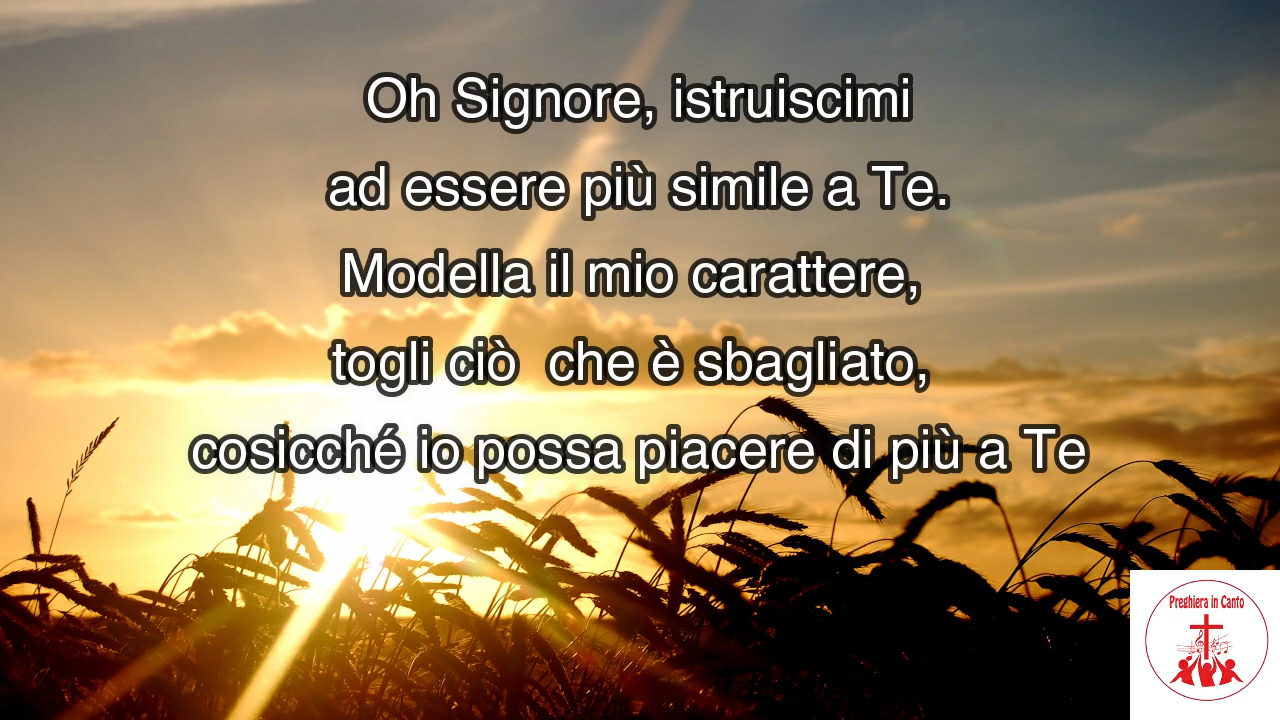 Oh Signore, istruiscimi
ad essere più simile a Te.
Modella il mio carattere,
togli ciò  che è sbagliato,
cosicché io possa piacere di più a Te
Preghiera in Canto